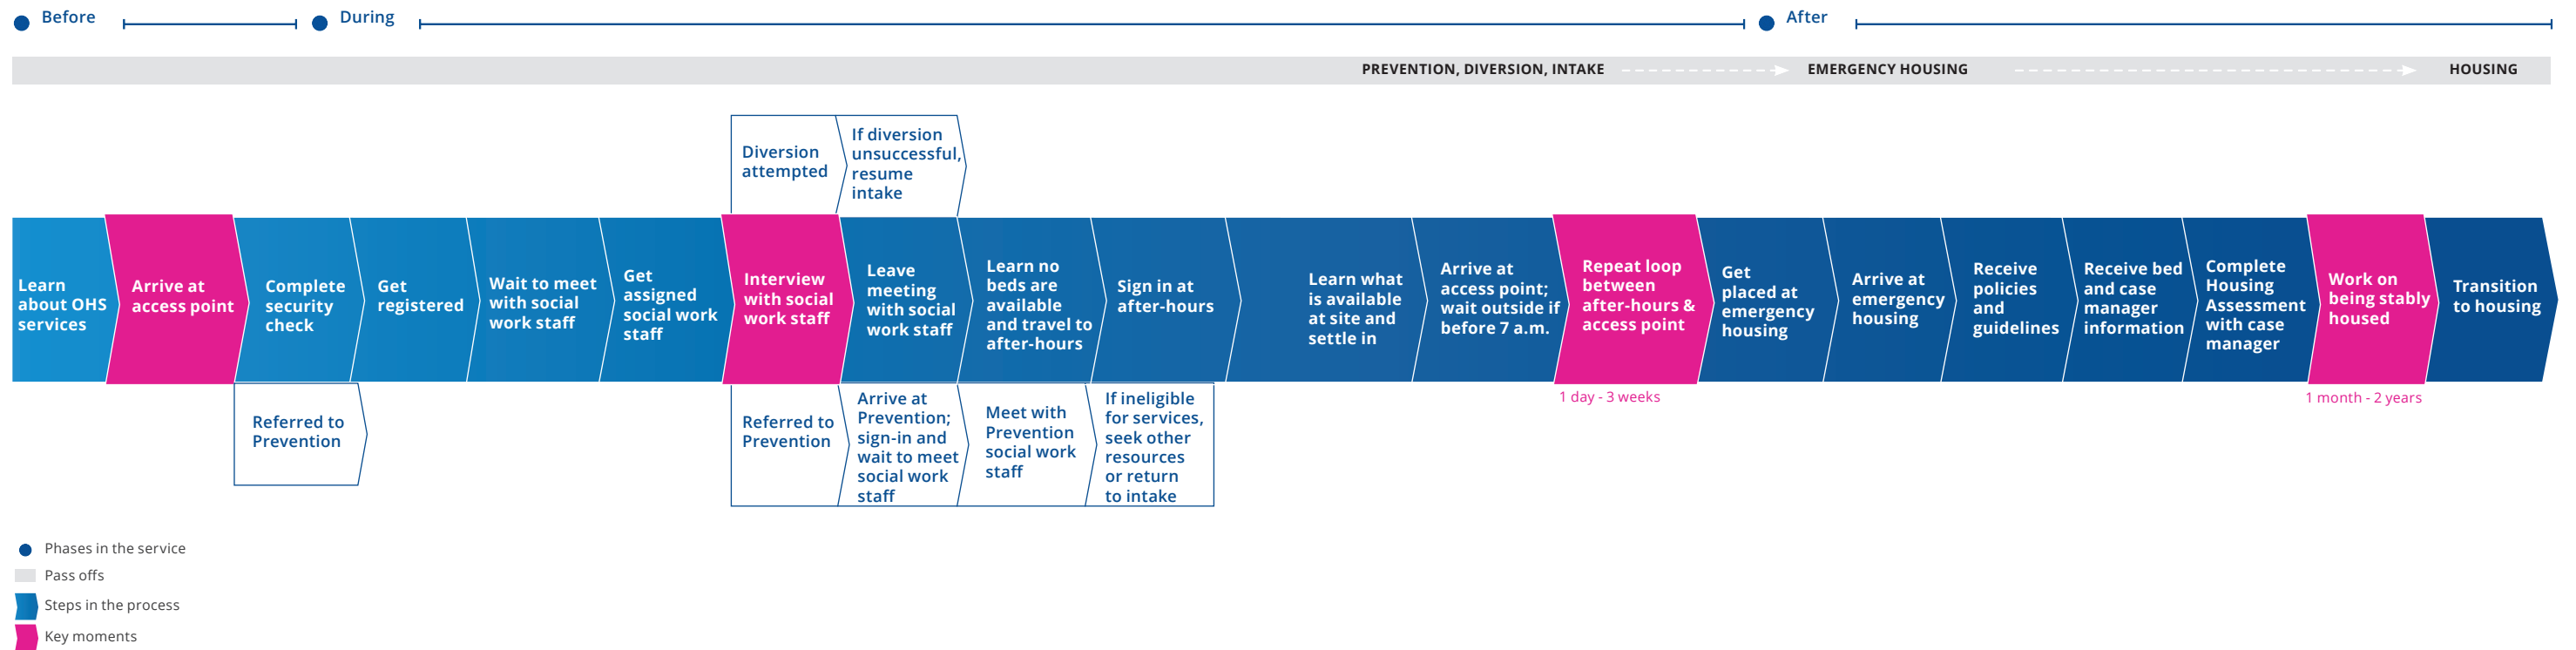 Before
During
After
PREVENTION, DIVERSION, INTAKE
EMERGENCY HOUSING
HOUSING
Diversion
attempted
If diversion
unsuccessful,
resume
intake
Learn
about OHS
services
Arrive at
access point
Complete
security
check
Get
registered
Wait to meet
with social
work staff
Get
assigned
social work
staff
Interview
with social
work staff
Leave
meeting
with social
work staff
Learn no
beds are
available
and travel to
after-hours
Sign in at
after-hours
Learn what
is available
at site and
settle in
Arrive at
access point;
wait outside if
before 7 a.m.
Repeat loop
between
after-hours &
access point
Get
placed at
emergency
housing
Arrive at
emergency
housing
Receive
policies
and
guidelines
Receive bed
and case
manager
information
Complete
Housing
Assessment
with case
manager
Work on
being stably
housed
Transition
to housing
1 day - 3 weeks
1 month - 2 years
Referred to
Prevention
Referred to
Prevention
Arrive at
Prevention;
sign-in and
wait to meet
social work
staff
Meet with
Prevention
social work
staff
If ineligible
for services,
seek other
resources
or return
to intake
Phases in the service
Pass offs
Steps in the process
Key moments